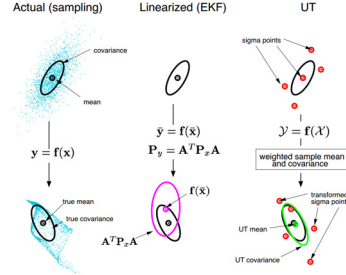 Actual (sampling)
Linearized (EKF)
UT
sigma points
covariance
mean
y = f(x)
ȳ = f(x̄)
P_y = A^T P_x A
𝒴 = f(𝒳)
weighted sample mean
and covariance
true mean
true covariance
f(x̄)
A^T P_x A
transformed
sigma points
UT mean
UT covariance